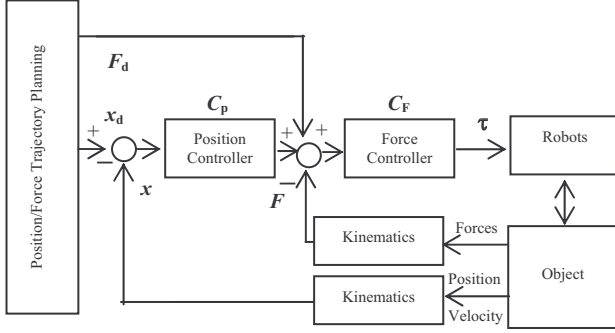 Position/Force Trajectory Planning
F_d
x_d
+
−
x
C_p
Position
Controller
+
+
−
F
C_F
Force
Controller
τ
Robots
Kinematics
Forces
Kinematics
Position
Velocity
Object